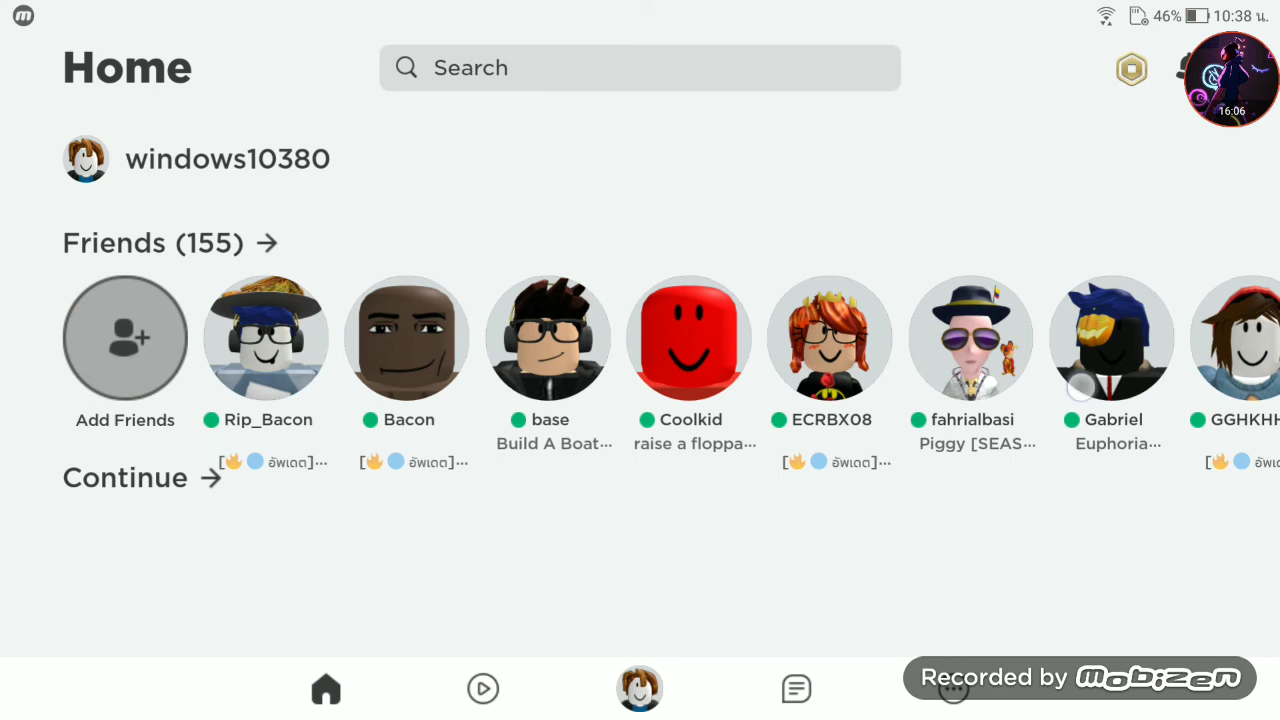 46% 10:38 น.
Home
Search
16:06
windows10380
Friends (155)
Add Friends
Rip_Bacon
Bacon
base
Coolkid
ECRBX08
fahrialbasi
Gabriel
GGHKHH
Build A Boat...
raise a floppa...
Piggy [SEAS...
Euphoria...
[🔥🔵 อัพเดต]...
[🔥🔵 อัพเดต]...
[🔥🔵 อัพเดต]...
[🔥🔵 อัพเด
Continue
Recorded by mobizen